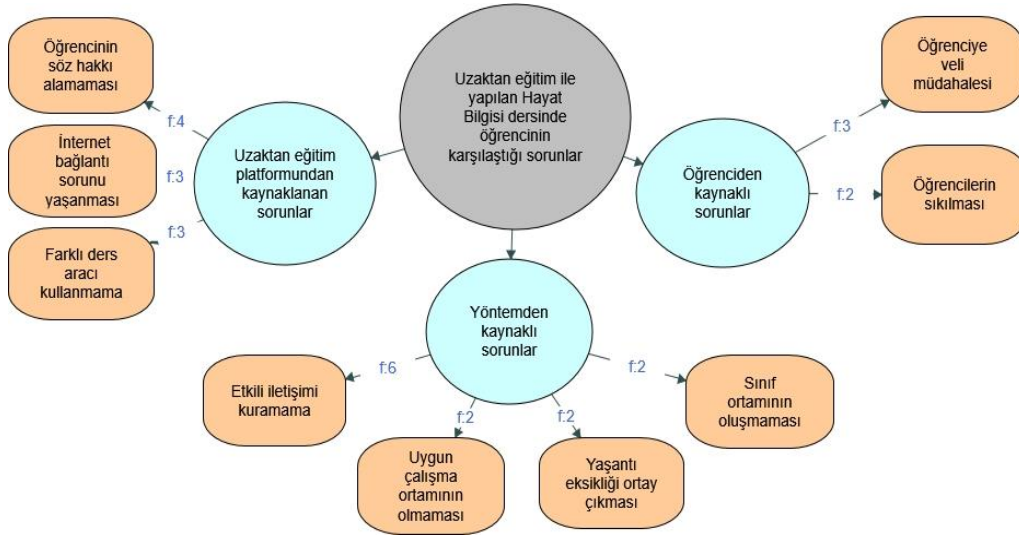 Uzaktan eğitim ile
yapılan Hayat
Bilgisi dersinde
öğrencinin
karşılaştığı sorunlar
Uzaktan eğitim
platformundan
kaynaklanan
sorunlar
f:4
Öğrencinin
söz hakkı
alamaması
f:3
İnternet
bağlantı
sorunu
yaşanması
f:3
Farklı ders
aracı
kullanmama
Öğrenciden
kaynaklı
sorunlar
f:3
Öğrenciye
veli
müdahalesi
f:2
Öğrencilerin
sıkılması
Yöntemden
kaynaklı
sorunlar
f:6
Etkili iletişimi
kuramama
f:2
Uygun
çalışma
ortamının
olmaması
f:2
Yaşantı
eksikliği ortay
çıkması
f:2
Sınıf
ortamının
oluşmaması